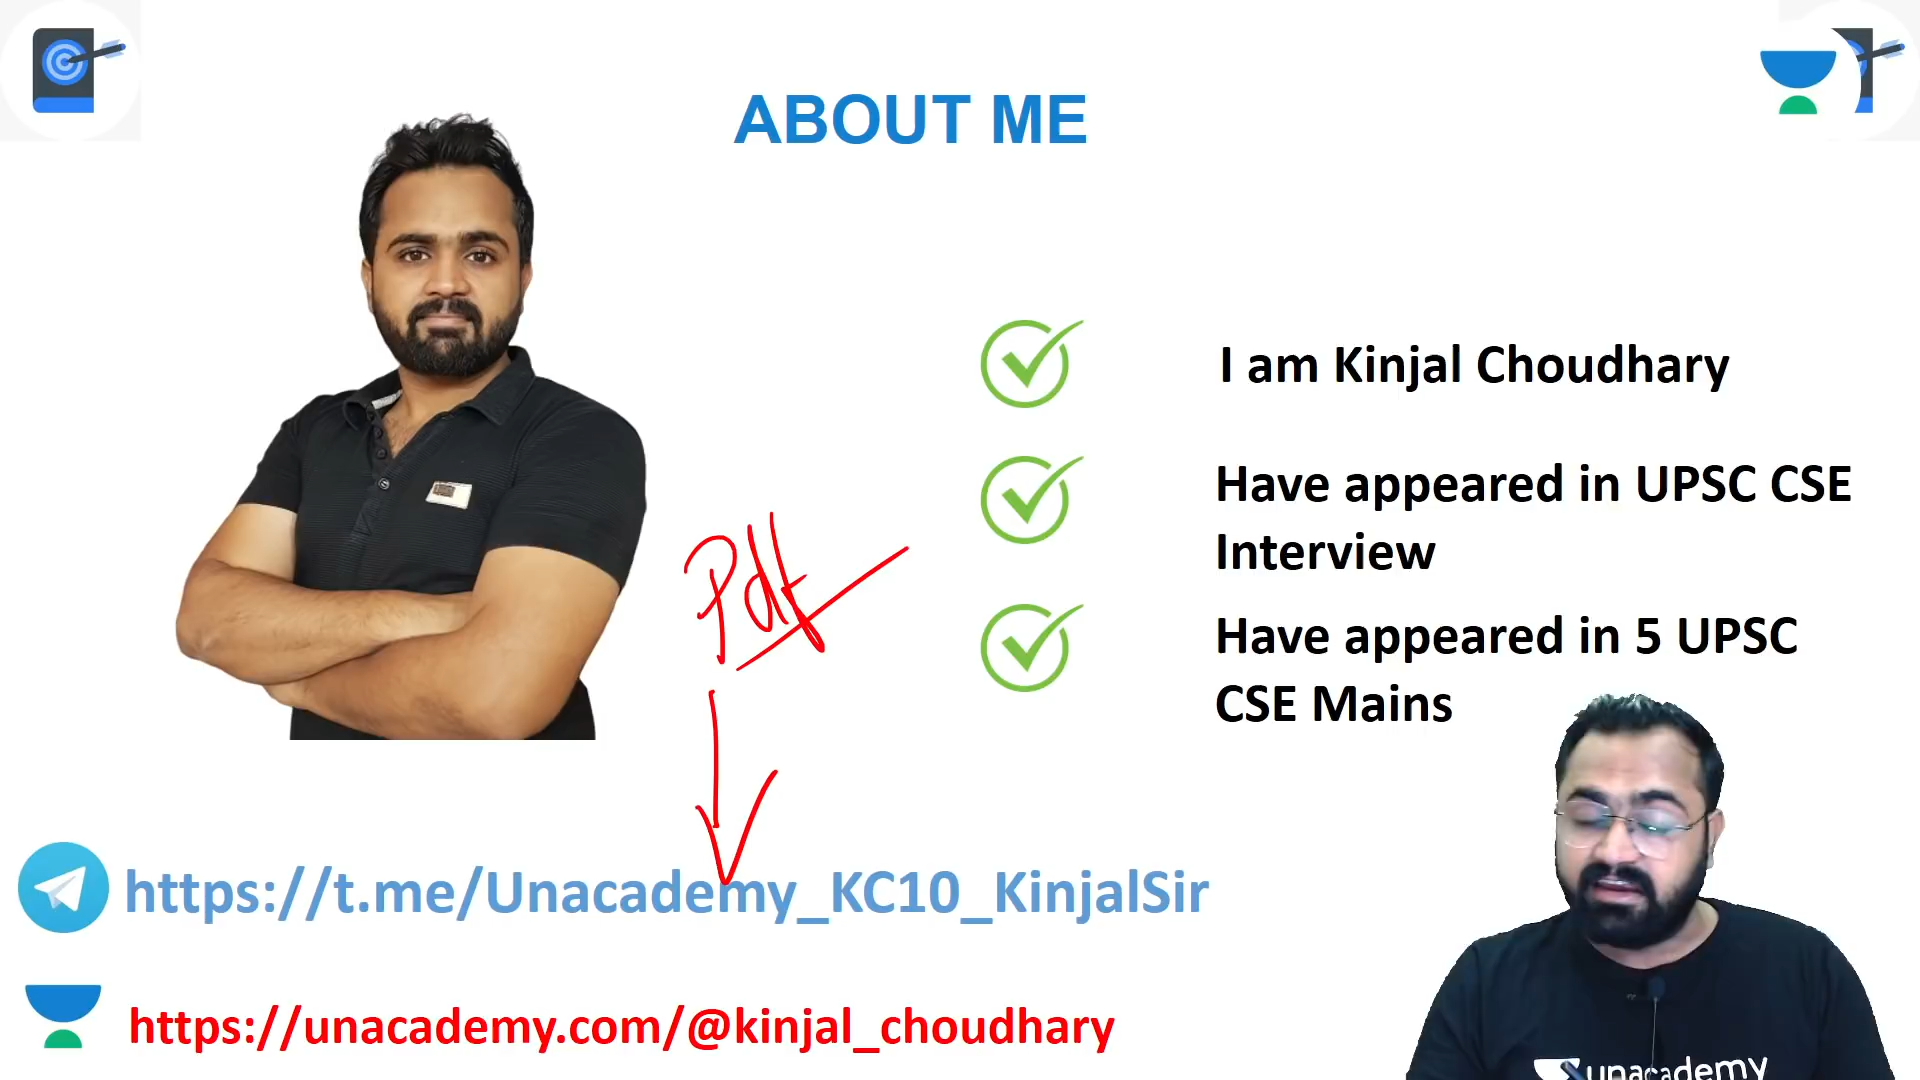 ABOUT ME
I am Kinjal Choudhary
Have appeared in UPSC CSE
Interview
Have appeared in 5 UPSC
CSE Mains
Pdf
https://t.me/Unacademy_KC10_KinjalSir
https://unacademy.com/@kinjal_choudhary
unacademy